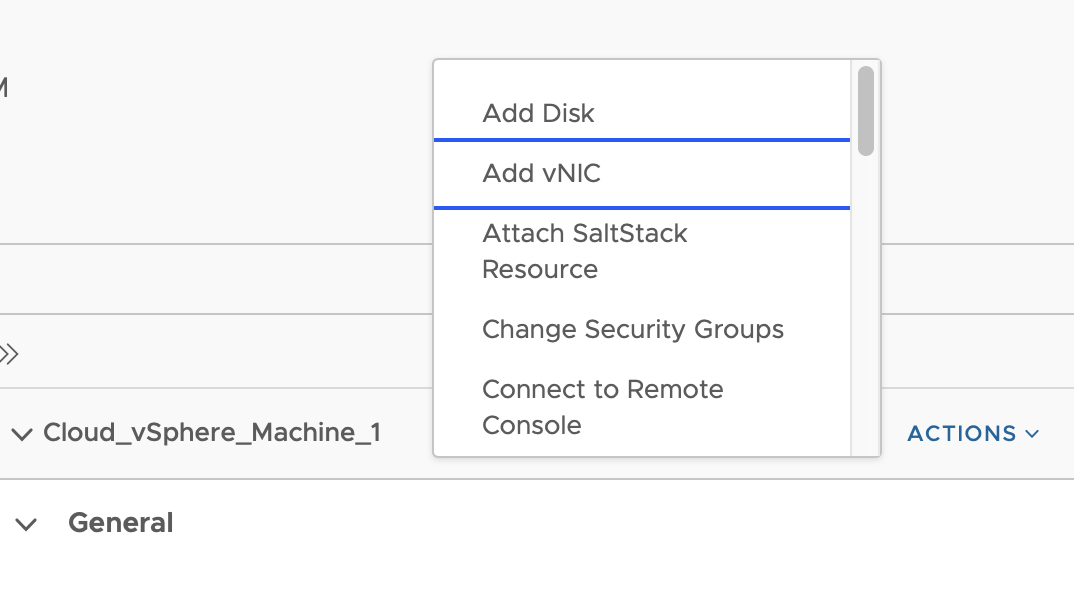 Add Disk
Add vNIC
Attach SaltStack
Resource
Change Security Groups
Connect to Remote
Console
Cloud_vSphere_Machine_1
ACTIONS
General